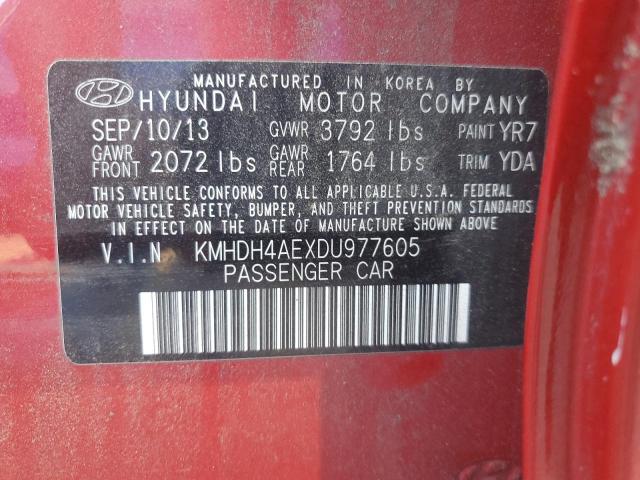 MANUFACTURED IN KOREA BY
HYUNDAI MOTOR COMPANY
SEP/10/13 GVWR 3792 lbs PAINT YR7
GAWR FRONT 2072 lbs GAWR REAR 1764 lbs TRIM YDA
THIS VEHICLE CONFORMS TO ALL APPLICABLE U.S.A. FEDERAL
MOTOR VEHICLE SAFETY, BUMPER, AND THEFT PREVENTION STANDARDS
IN EFFECT ON THE DATE OF MANUFACTURE SHOWN ABOVE.
V.I.N KMHDH4AEXDU977605
PASSENGER CAR